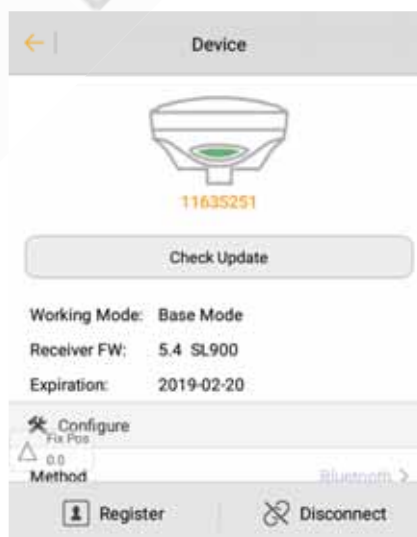 Device
11635251
Check Update
Working Mode: Base Mode
Receiver FW: 5.4 SL900
Expiration: 2019-02-20
Configure
Fix Pos
0.0
Method Bluetooth >
Register Disconnect